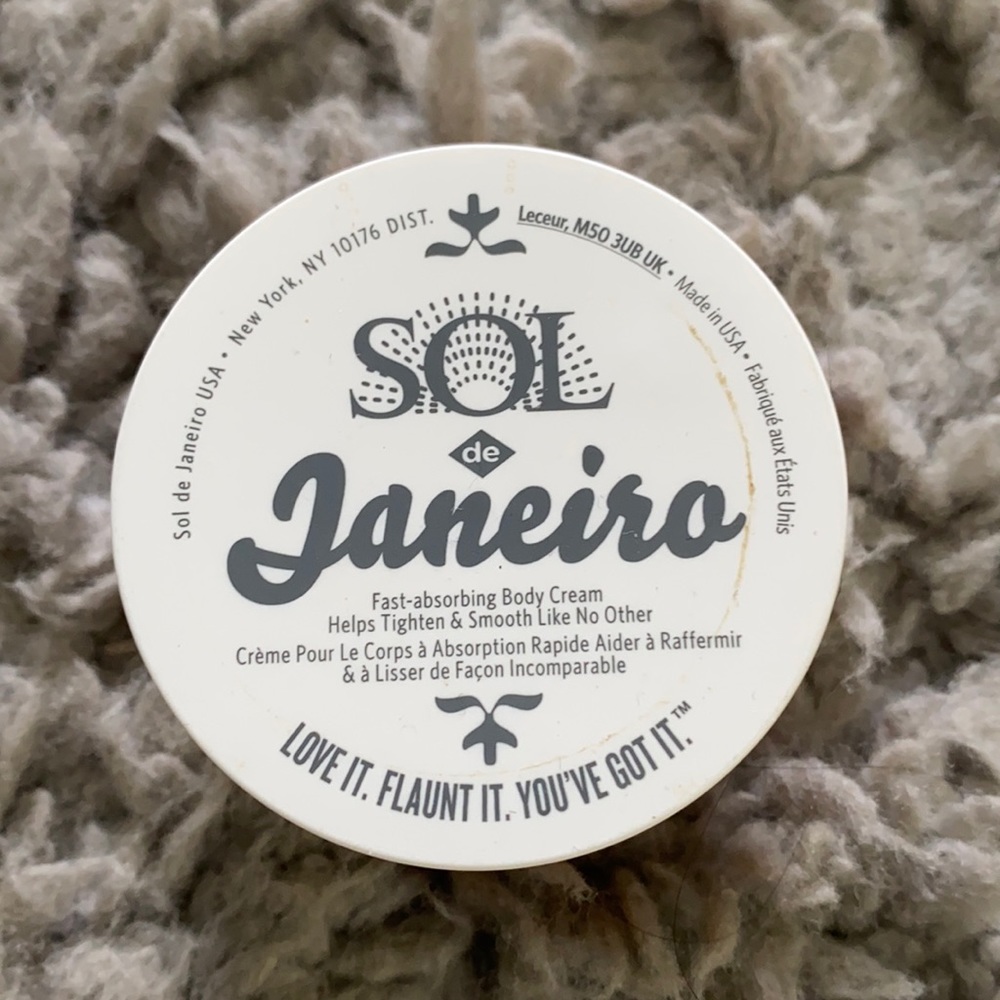 Sol de Janeiro USA • New York, NY 10176 DIST.
Leceur, M50 3UB UK • Made in USA • Fabriqué aux États Unis
SOL
de
Janeiro
Fast-absorbing Body Cream
Helps Tighten & Smooth Like No Other
Crème Pour Le Corps à Absorption Rapide Aider à Raffermir
& à Lisser de Façon Incomparable
LOVE IT. FLAUNT IT. YOU'VE GOT IT.™